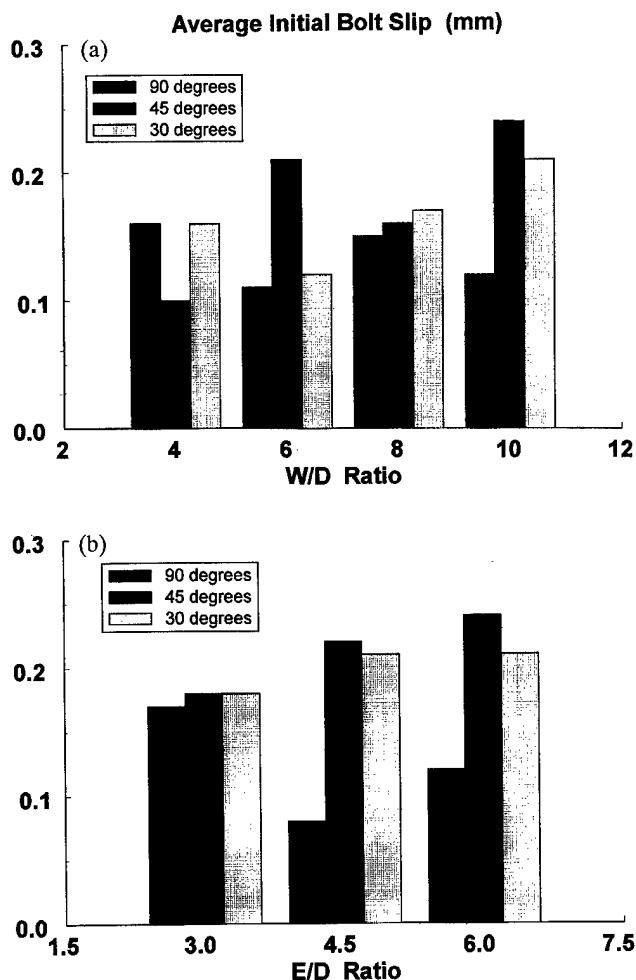 Average Initial Bolt Slip (mm)
0.3
(a)
90 degrees
45 degrees
30 degrees
0.2
0.1
0.0
2
4
6
8
10
12
W/D Ratio
0.3
(b)
90 degrees
45 degrees
30 degrees
0.2
0.1
0.0
1.5
3.0
4.5
6.0
7.5
E/D Ratio